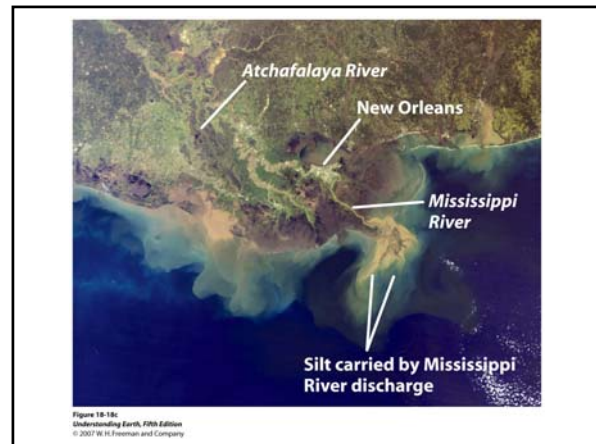 Atchafalaya River
New Orleans
Mississippi
River
Silt carried by Mississippi
River discharge
Figure 18-18c
Understanding Earth, Fifth Edition
© 2007 W. H. Freeman and Company